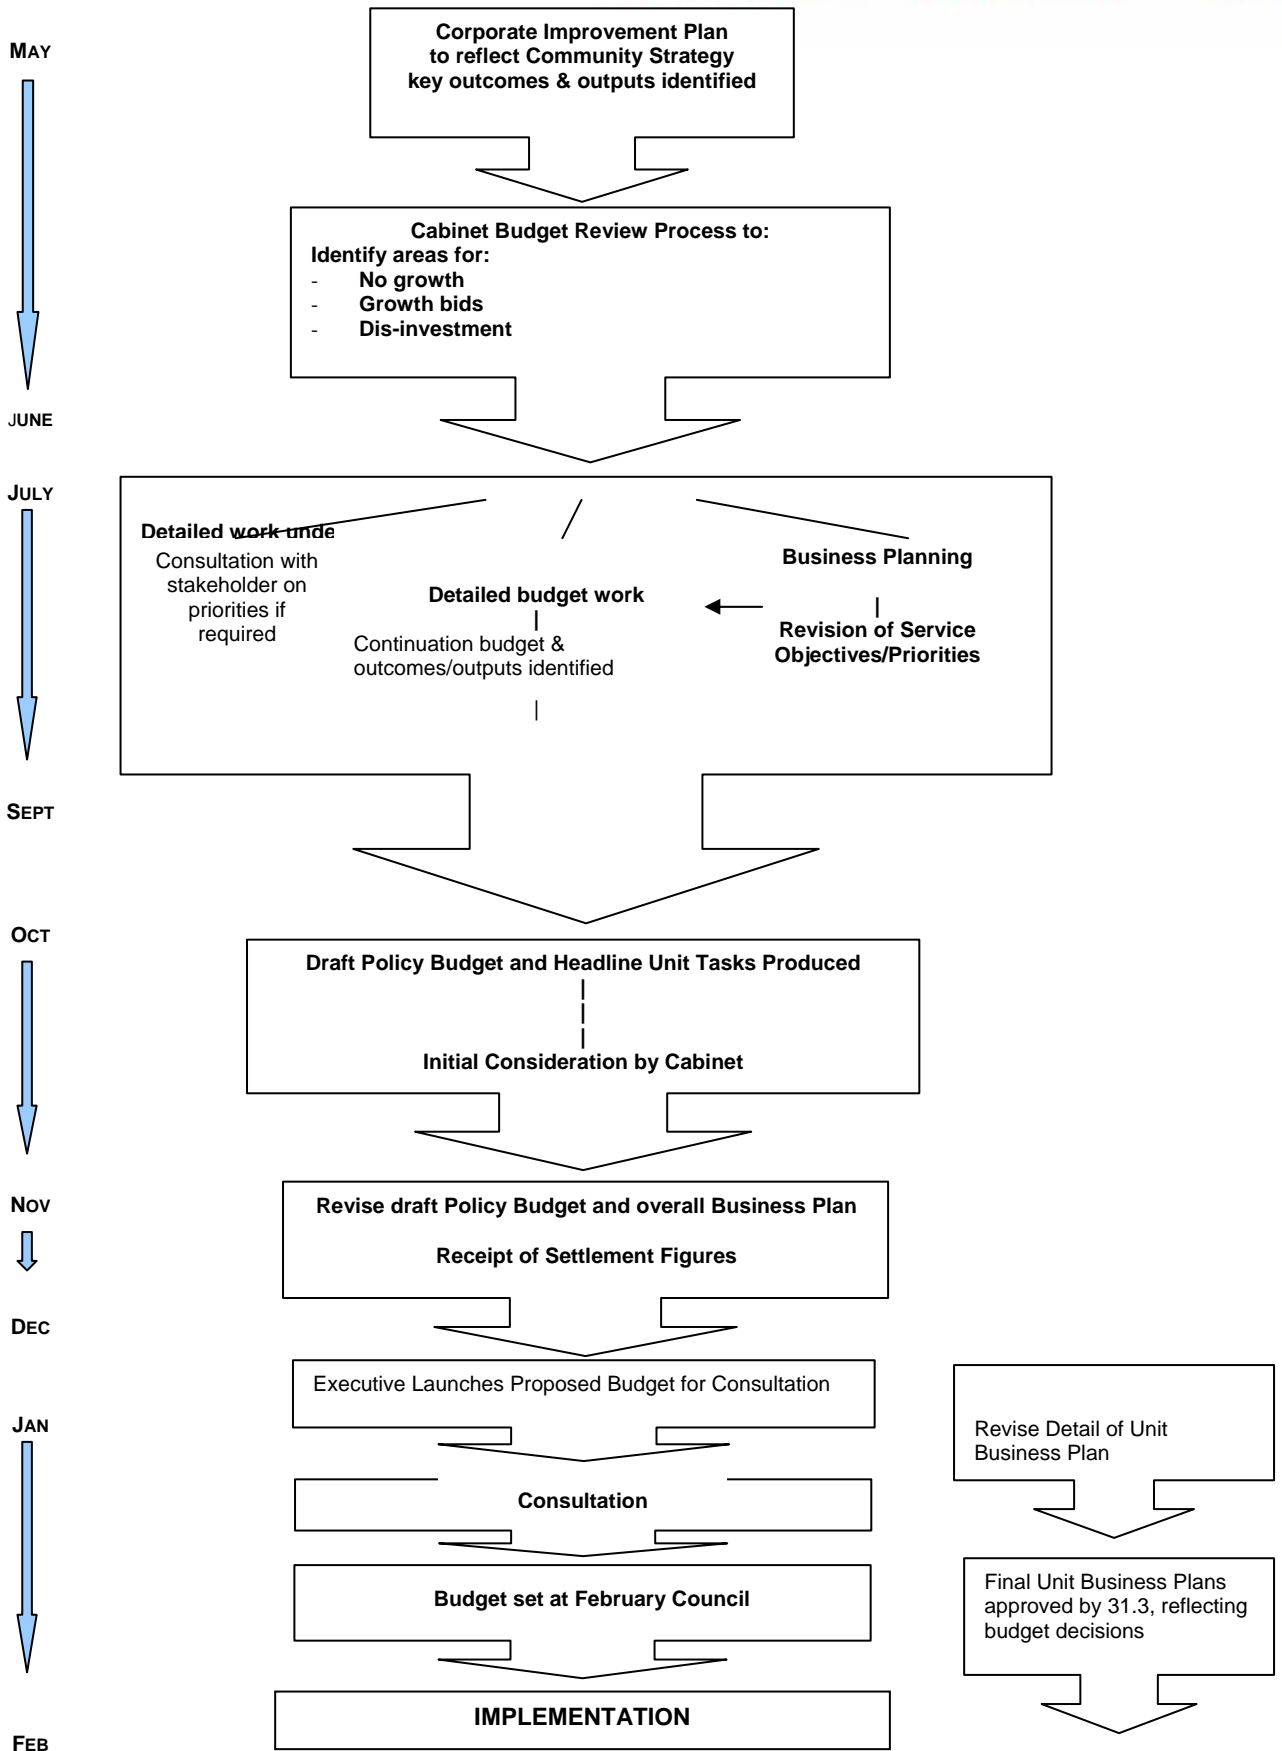 MAY
Corporate Improvement Plan
to reflect Community Strategy
key outcomes & outputs identified
Cabinet Budget Review Process to:
Identify areas for:
- No growth
- Growth bids
- Dis-investment
JUNE
JULY
Detailed work unde
Consultation with
stakeholder on
priorities if
required
Detailed budget work
Continuation budget &
outcomes/outputs identified
Business Planning
Revision of Service
Objectives/Priorities
SEPT
OCT
Draft Policy Budget and Headline Unit Tasks Produced
Initial Consideration by Cabinet
NOV
Revise draft Policy Budget and overall Business Plan
Receipt of Settlement Figures
DEC
Executive Launches Proposed Budget for Consultation
JAN
Revise Detail of Unit
Business Plan
Consultation
Budget set at February Council
Final Unit Business Plans
approved by 31.3, reflecting
budget decisions
IMPLEMENTATION
FEB